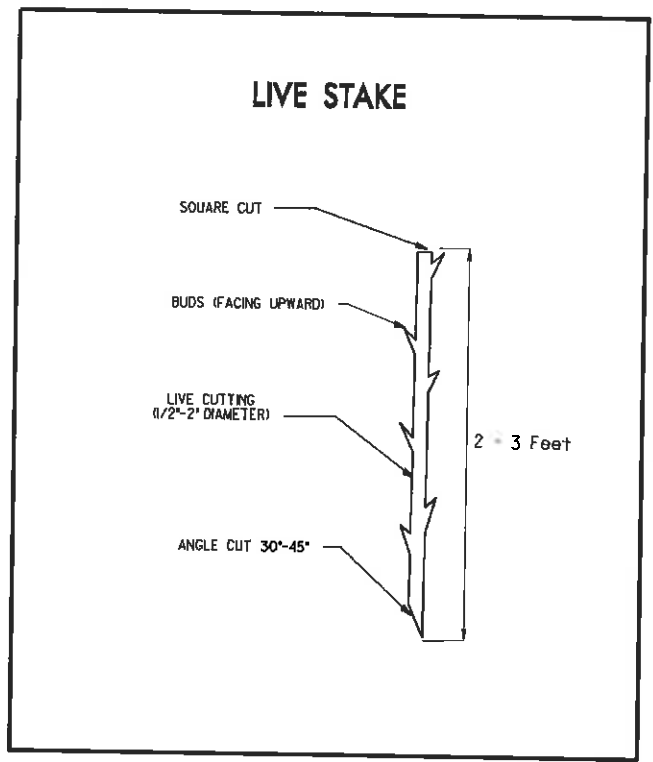 LIVE STAKE
SQUARE CUT
BUDS (FACING UPWARD)
LIVE CUTTING
(1/2"-2" DIAMETER)
2 - 3 Feet
ANGLE CUT 30°-45°